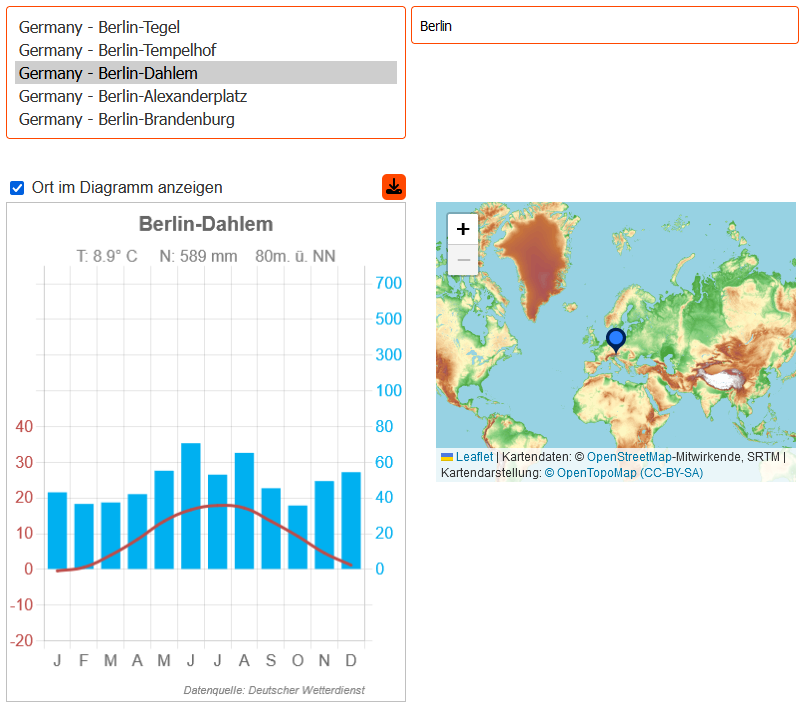 Germany - Berlin-Tegel
Germany - Berlin-Tempelhof
Germany - Berlin-Dahlem
Germany - Berlin-Alexanderplatz
Germany - Berlin-Brandenburg
Berlin
Ort im Diagramm anzeigen
Berlin-Dahlem
T: 8.9° C N: 589 mm 80m. ü. NN
700
500
300
100
40 80
30 60
20 40
10 20
0 0
-10
-20
J F M A M J J A S O N D
Datenquelle: Deutscher Wetterdienst
+
−
Leaflet | Kartendaten: © OpenStreetMap-Mitwirkende, SRTM |
Kartendarstellung: © OpenTopoMap (CC-BY-SA)